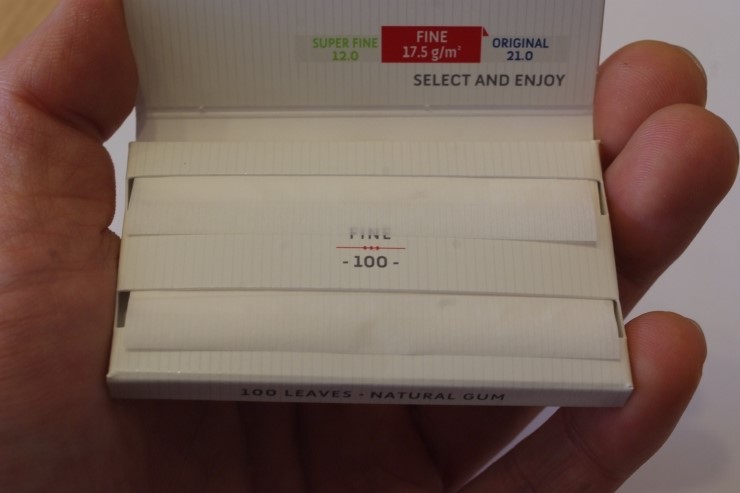 SUPER FINE
12.0
FINE
17.5 g/m²
ORIGINAL
21.0
SELECT AND ENJOY
FINE
- 100 -
100 LEAVES - NATURAL GUM